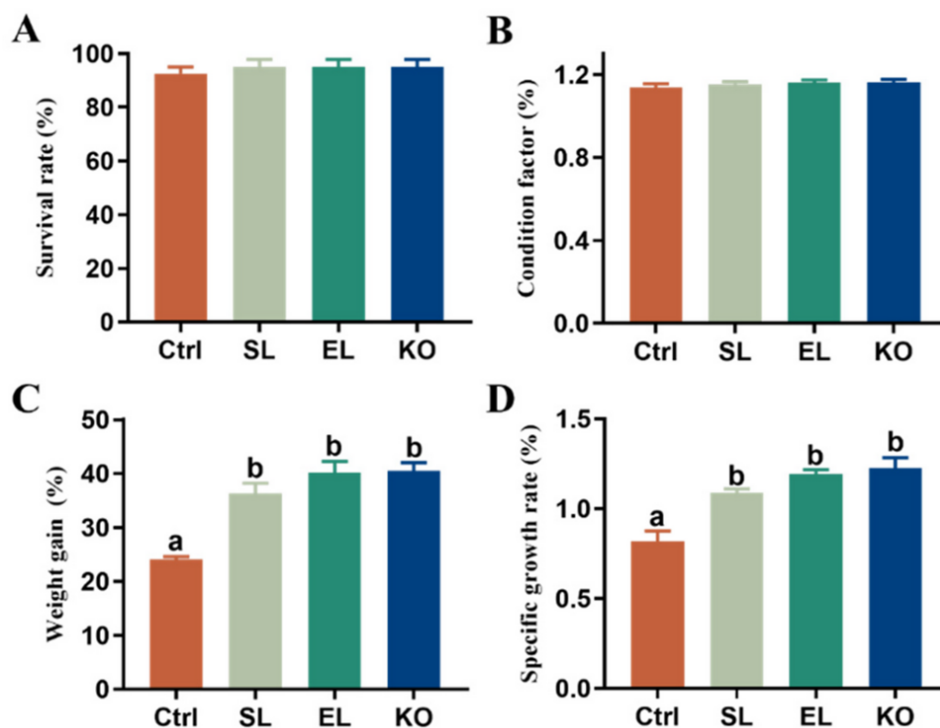 A
Survival rate (%)
100
80
60
40
20
0
Ctrl SL EL KO
B
Condition factor (%)
1.2
0.8
0.4
0.0
Ctrl SL EL KO
C
Weight gain (%)
50
40
30
20
10
0
a b b b
Ctrl SL EL KO
D
Specific growth rate (%)
1.5
1.0
0.5
0.0
a b b b
Ctrl SL EL KO